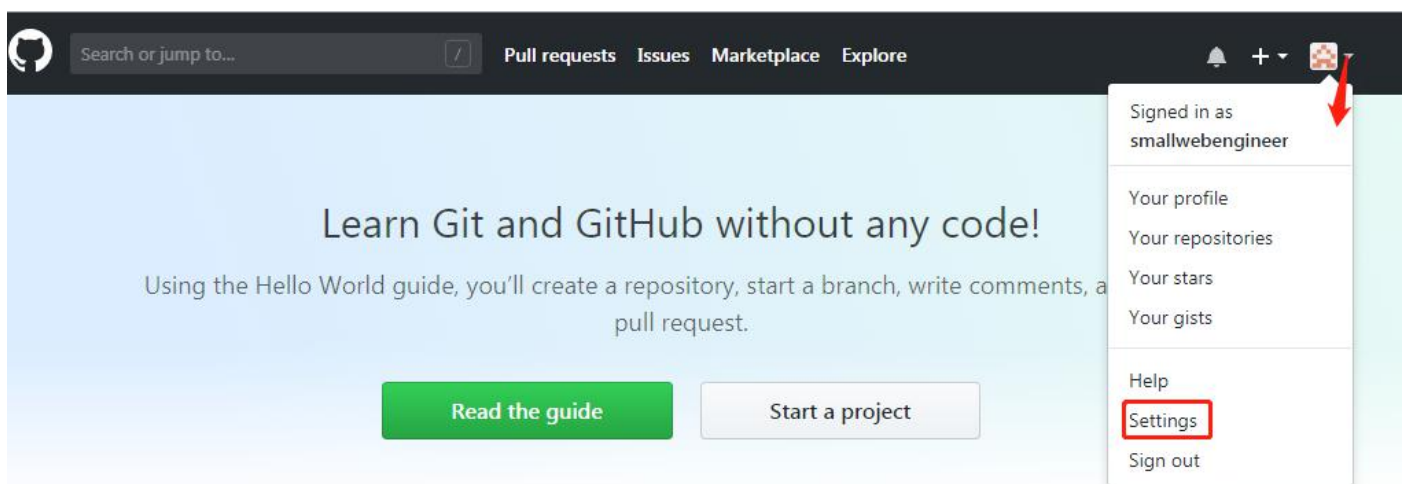 Search or jump to... /
Pull requests Issues Marketplace Explore
Signed in as
smallwebengineer
Your profile
Your repositories
Your stars
Your gists
Help
Settings
Sign out
Learn Git and GitHub without any code!
Using the Hello World guide, you'll create a repository, start a branch, write comments, a
pull request.
Read the guide
Start a project